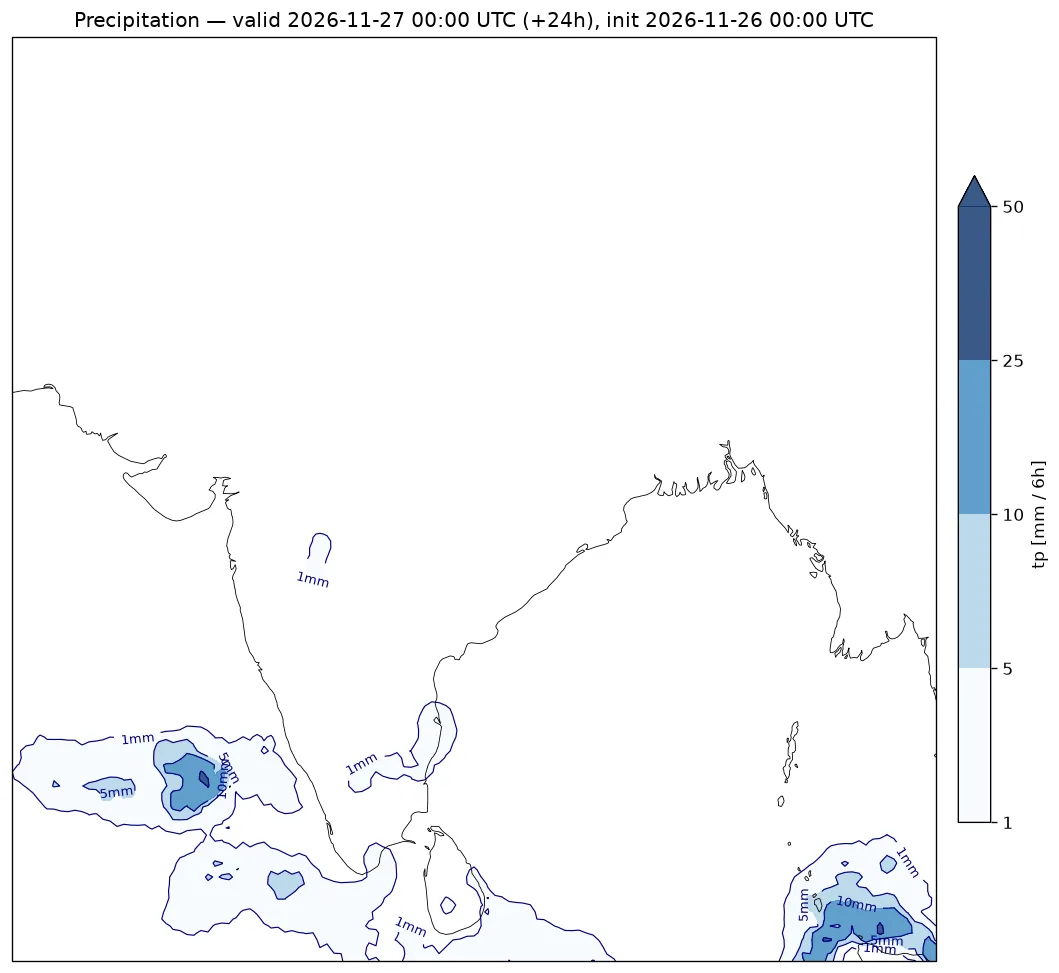 Precipitation — valid 2026-11-27 00:00 UTC (+24h), init 2026-11-26 00:00 UTC
50
25
10
5
1
tp [mm / 6h]
1mm
1mm
5mm
10mm
5mm
1mm
1mm
1mm
5mm
10mm
5mm
1mm